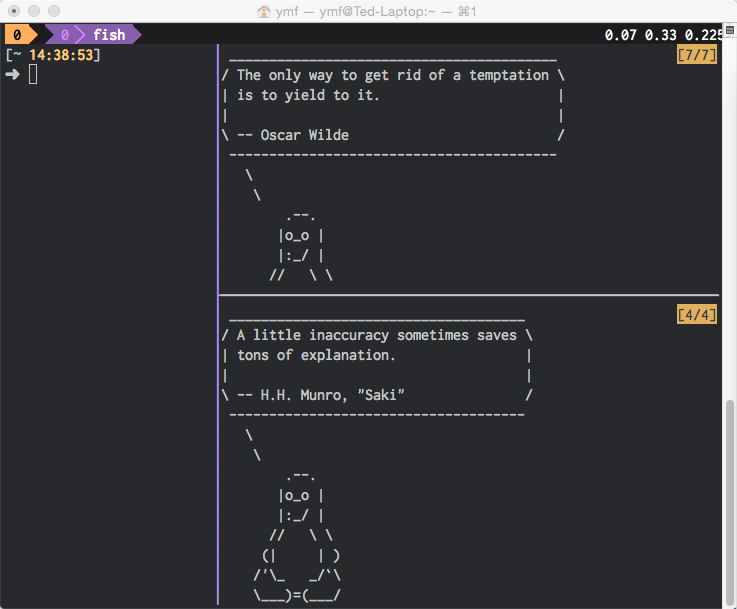 ymf — ymf@Ted-Laptop:~ — ⌘1
0 0 fish 0.07 0.33 0.225
[~ 14:38:53]
➜
[7/7]
 _________________________________________
/ The only way to get rid of a temptation \
| is to yield to it.                      |
|                                         |
\ -- Oscar Wilde                          /
 -----------------------------------------
   \
    \
        .--.
       |o_o |
       |:_/ |
      //   \ \
[4/4]
 _____________________________________
/ A little inaccuracy sometimes saves \
| tons of explanation.                |
|                                     |
\ -- H.H. Munro, "Saki"               /
 -------------------------------------
   \
    \
        .--.
       |o_o |
       |:_/ |
      //   \ \
     (|     | )
    /'\_   _/`\
    \___)=(___/